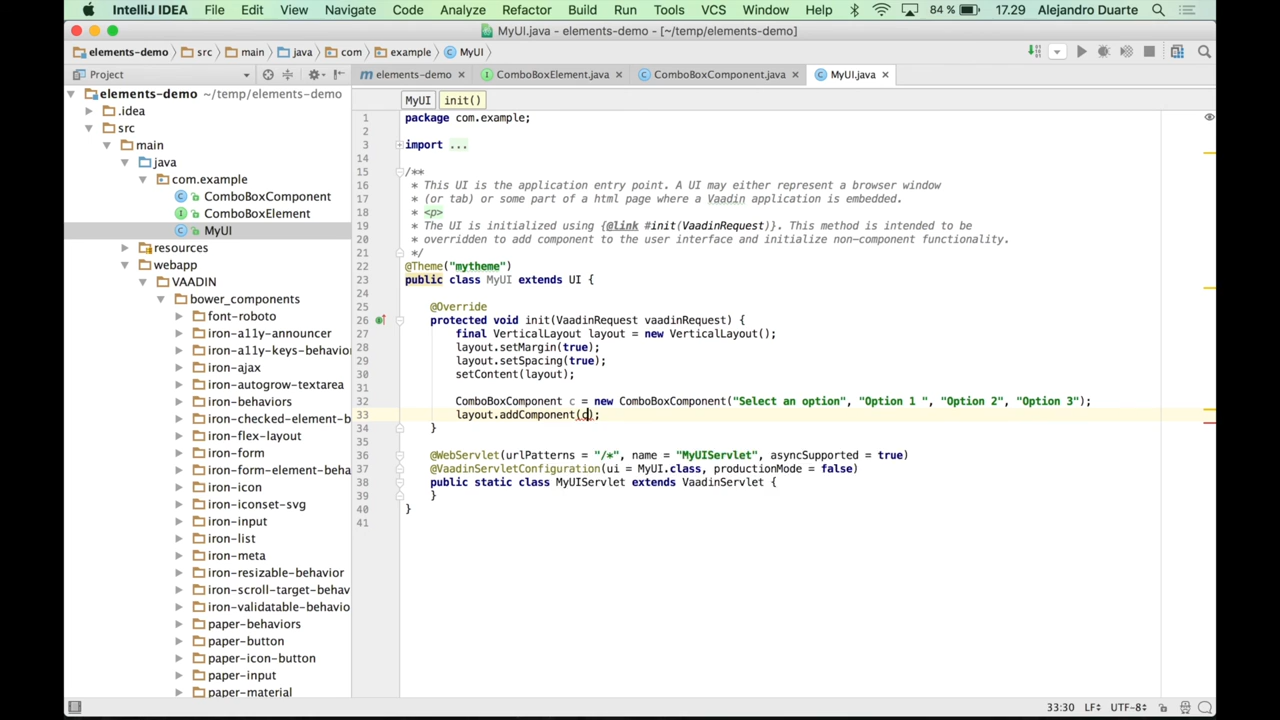 IntelliJ IDEA File Edit View Navigate Code Analyze Refactor Build Run Tools VCS Window Help 84 % 17.29 Alejandro Duarte
MyUI.java - elements-demo - [~/temp/elements-demo]
elements-demo src main java com example MyUI
Project
elements-demo ComboBoxElement.java ComboBoxComponent.java MyUI.java
MyUI init()
elements-demo ~/temp/elements-demo
.idea
src
main
java
com.example
ComboBoxComponent
ComboBoxElement
MyUI
resources
webapp
VAADIN
bower_components
font-roboto
iron-a11y-announcer
iron-a11y-keys-behavior
iron-ajax
iron-autogrow-textarea
iron-behaviors
iron-checked-element-b
iron-flex-layout
iron-form
iron-form-element-beha
iron-icon
iron-iconset-svg
iron-input
iron-list
iron-meta
iron-resizable-behavior
iron-scroll-target-behav
iron-validatable-behavio
paper-behaviors
paper-button
paper-icon-button
paper-input
paper-material
1 package com.example;
2
3 import ...
14
15 /**
16 * This UI is the application entry point. A UI may either represent a browser window
17 * (or tab) or some part of a html page where a Vaadin application is embedded.
18 * <p>
19 * The UI is initialized using {@link #init(VaadinRequest)}. This method is intended to be
20 * overridden to add component to the user interface and initialize non-component functionality.
21 */
22 @Theme("mytheme")
23 public class MyUI extends UI {
24
25 @Override
26 protected void init(VaadinRequest vaadinRequest) {
27 final VerticalLayout layout = new VerticalLayout();
28 layout.setMargin(true);
29 layout.setSpacing(true);
30 setContent(layout);
31
32 ComboBoxComponent c = new ComboBoxComponent("Select an option", "Option 1 ", "Option 2", "Option 3");
33 layout.addComponent(c);
34 }
35
36 @WebServlet(urlPatterns = "/*", name = "MyUIServlet", asyncSupported = true)
37 @VaadinServletConfiguration(ui = MyUI.class, productionMode = false)
38 public static class MyUIServlet extends VaadinServlet {
39 }
40 }
41
33:30 LF UTF-8